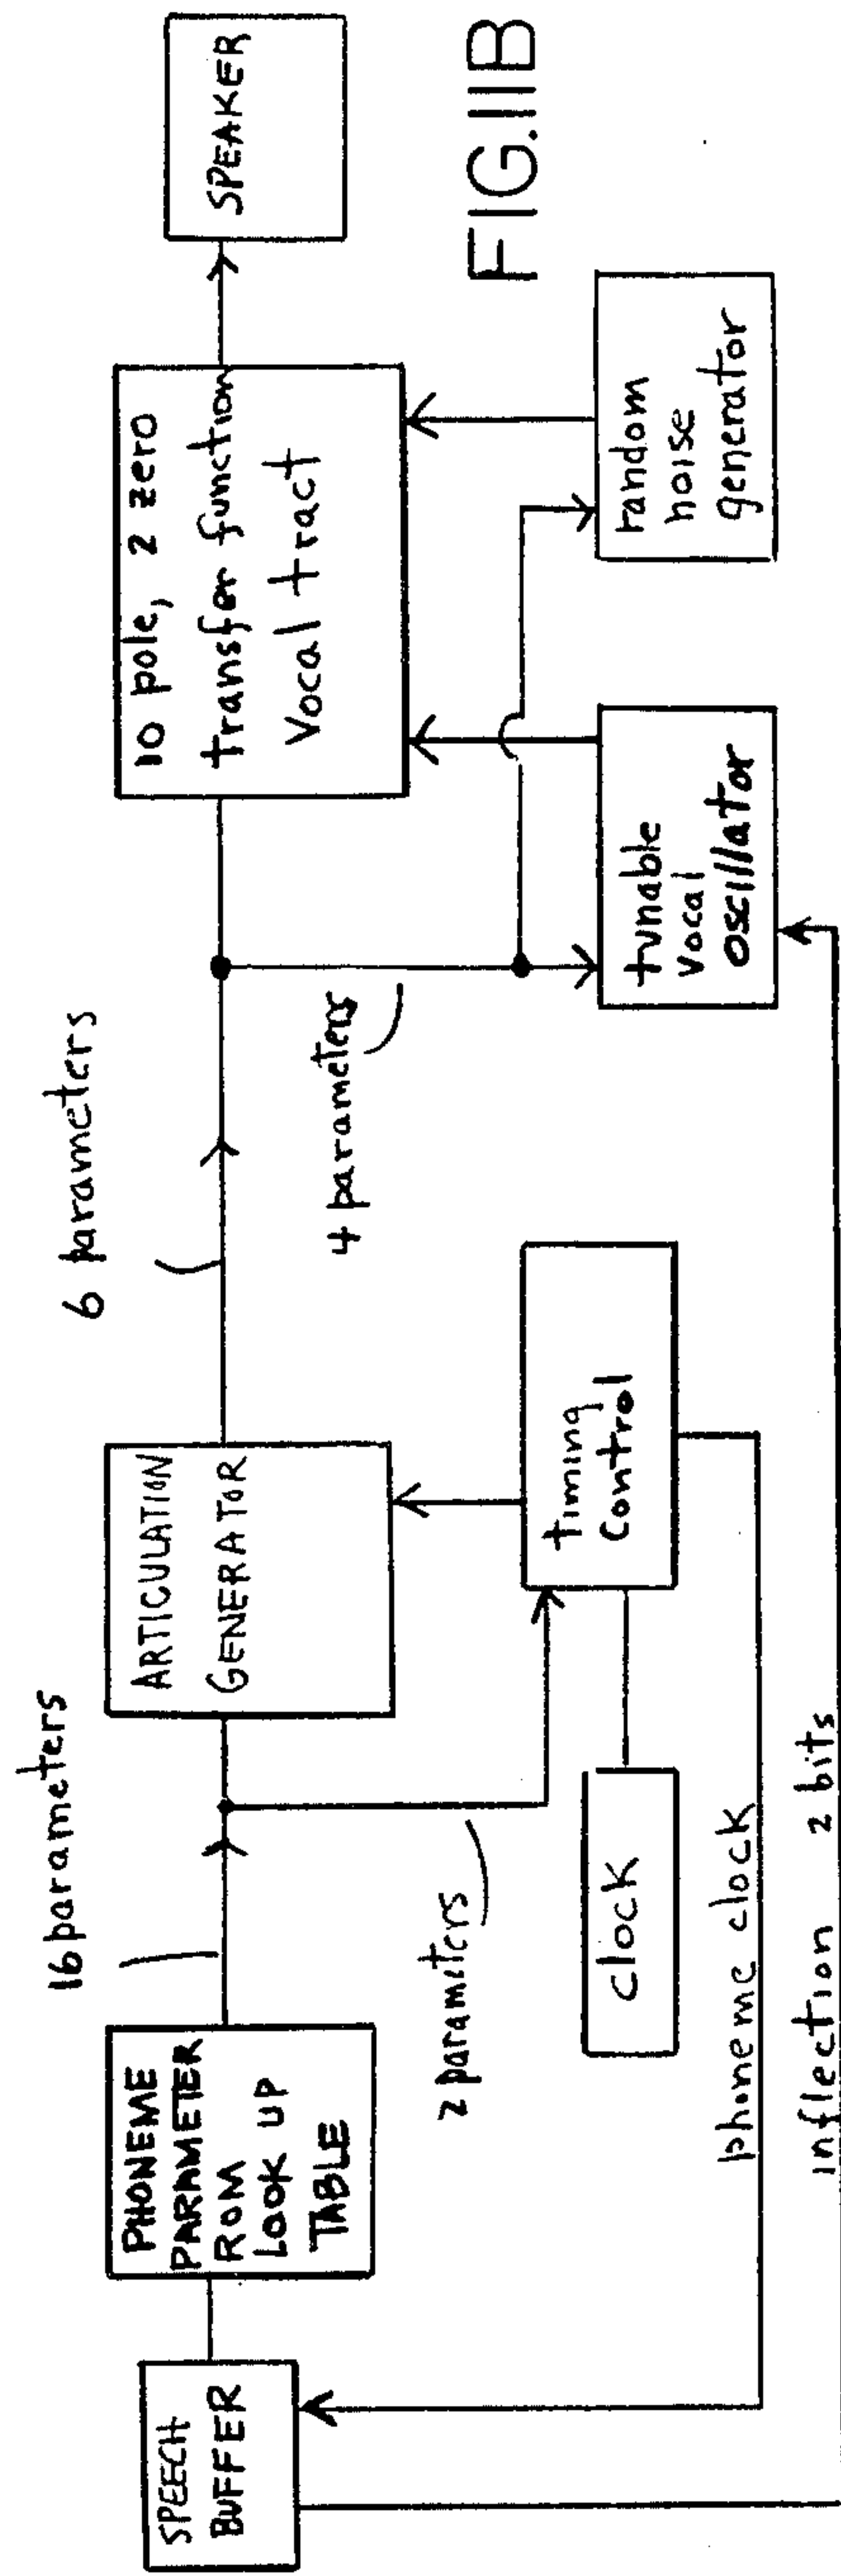 SPEECH
BUFFER
PHONEME
PARAMETER
ROM
LOOK UP
TABLE
16 parameters
2 parameters
ARTICULATION
GENERATOR
clock
timing
Control
phoneme clock
inflection 2 bits
6 parameters
4 parameters
10 pole, 2 zero
transfer function
Vocal tract
tunable
vocal
oscillator
random
noise
generator
SPEAKER
FIG.11B